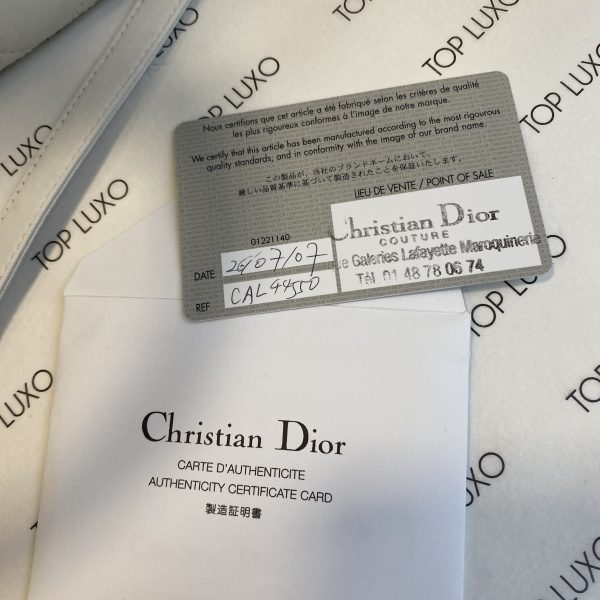 Nous certifions que cet article a été fabriqué selon les critères de qualité
les plus rigoureux conformes à l'image de notre marque.
We certify that this article has been manufactured according to the most rigourous
quality standards, and in conformity with the image of our brand name.
この製品が、当社のブランドネームにおいて、
厳しい品質基準に基づいて製造されたことを保証いたします。
LIEU DE VENTE / POINT OF SALE
Christian Dior
COUTURE
Galeries Lafayette Maroquinerie
Tél 01 48 78 06 74
01221140
DATE 26/07/07
REF CAL44550
Christian Dior
CARTE D'AUTHENTICITE
AUTHENTICITY CERTIFICATE CARD
製造証明書
TOP LUXO
TOP LUXO
TOP LUXO
TOP LUXO
TOP LUXO
TOP LUXO
TOP LUXO